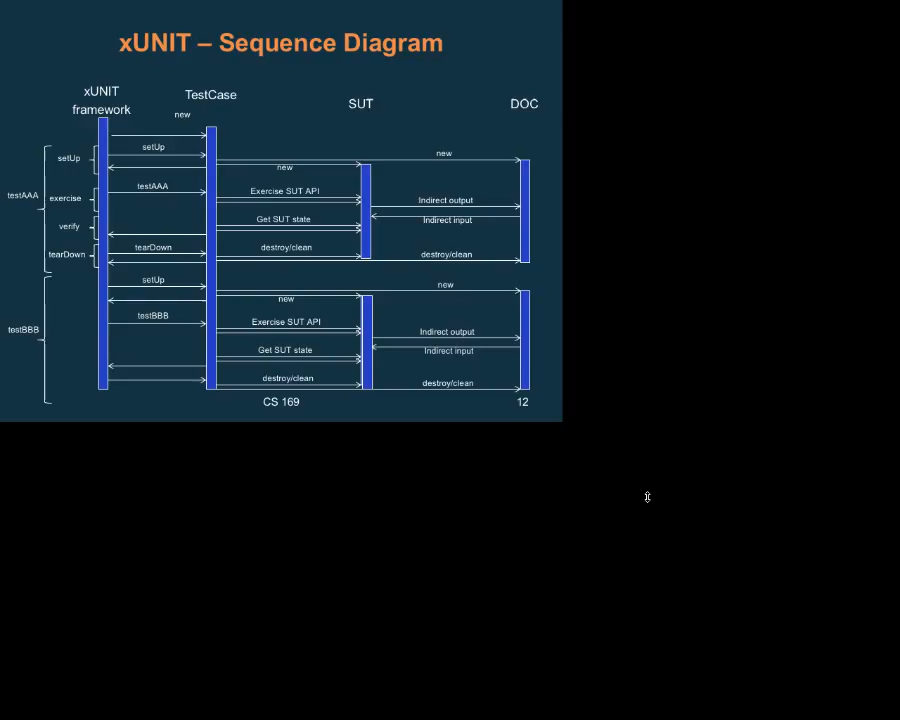 xUNIT – Sequence Diagram
xUNIT
framework
TestCase
SUT
DOC
new
setUp
new
setUp
new
testAAA
testAAA
exercise
Exercise SUT API
Indirect output
Get SUT state
Indirect input
verify
tearDown
tearDown
destroy/clean
destroy/clean
setUp
new
new
testBBB
testBBB
Exercise SUT API
Indirect output
Get SUT state
Indirect input
destroy/clean
destroy/clean
CS 169
12